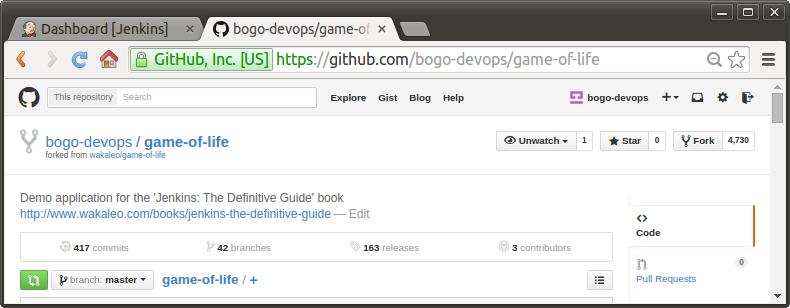 Dashboard [Jenkins]
bogo-devops/game-of-l
GitHub, Inc. [US] https://github.com/bogo-devops/game-of-life
This repository Search Explore Gist Blog Help bogo-devops
bogo-devops / game-of-life
forked from wakaleo/game-of-life
Unwatch 1 Star 0 Fork 4,730
Demo application for the 'Jenkins: The Definitive Guide' book
http://www.wakaleo.com/books/jenkins-the-definitive-guide — Edit
417 commits 42 branches 163 releases 3 contributors
Code
0
Pull Requests
branch: master game-of-life / +